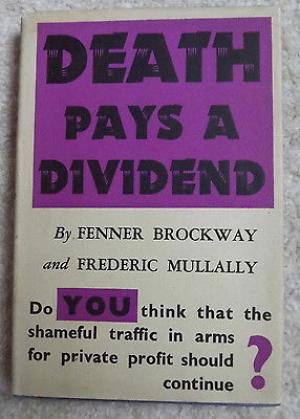 DEATH
PAYS A
DIVIDEND
By FENNER BROCKWAY
and FREDERIC MULLALLY
Do YOU think that the
shameful traffic in arms
for private profit should
continue ?